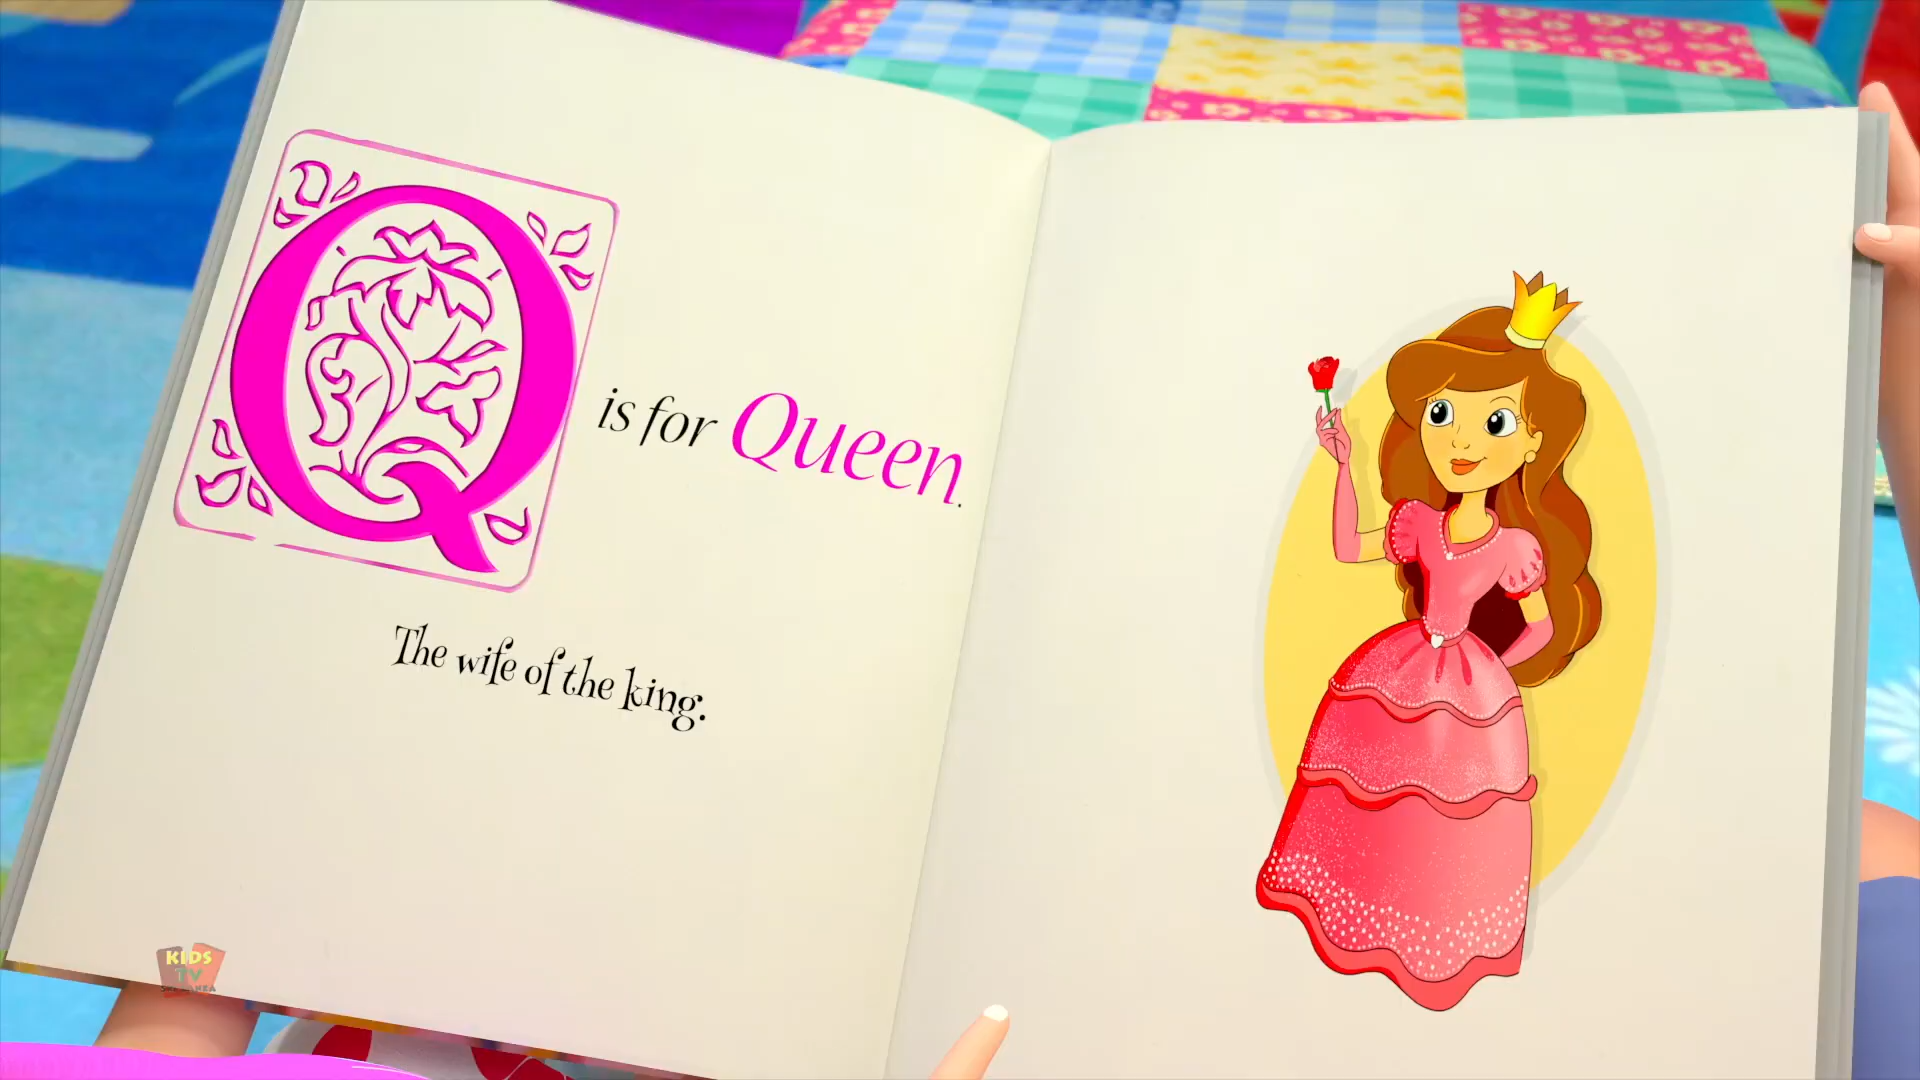 Q is for Queen.
The wife of the king.
KIDS
TV